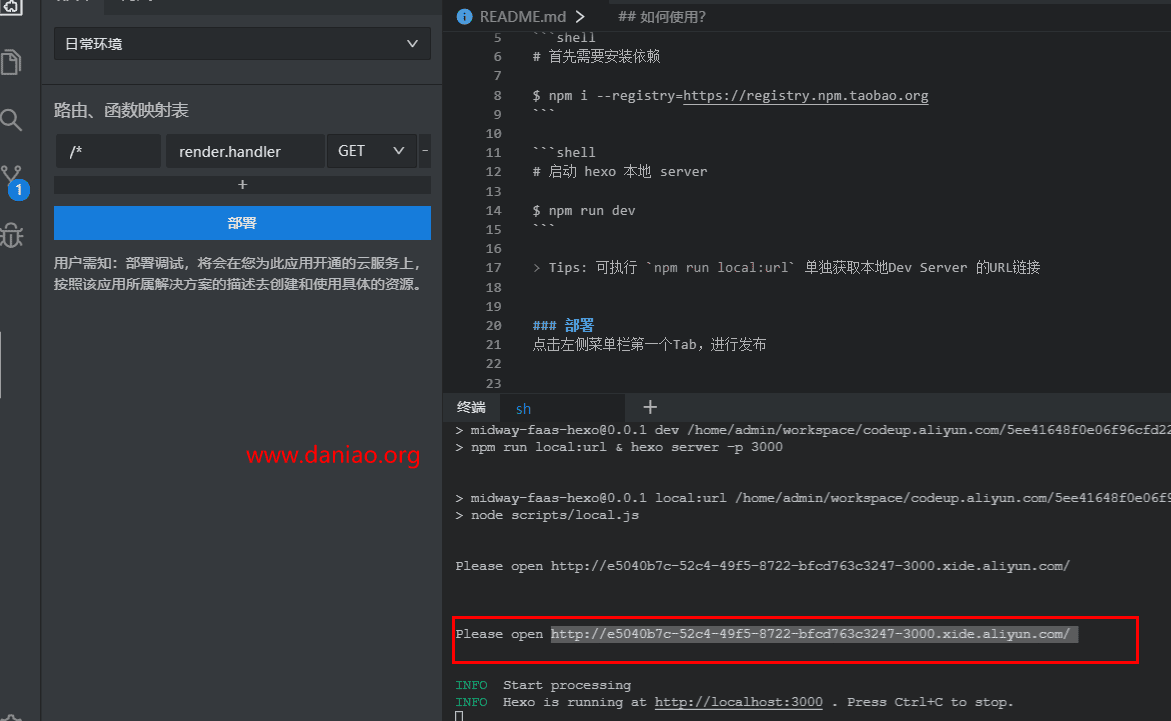 日常环境
路由、函数映射表
/*
render.handler
GET
-
+
部署
用户需知：部署调试，将会在您为此应用开通的云服务上，
按照该应用所属解决方案的描述去创建和使用具体的资源。
1
www.daniao.org
README.md > ## 如何使用?
5 ```shell
6 # 首先需要安装依赖
7
8 $ npm i --registry=https://registry.npm.taobao.org
9 ```
10
11 ```shell
12 # 启动 hexo 本地 server
13
14 $ npm run dev
15 ```
16
17 > Tips: 可执行 `npm run local:url` 单独获取本地Dev Server 的URL链接
18
19
20 ### 部署
21 点击左侧菜单栏第一个Tab，进行发布
22
23
终端 sh +
> midway-faas-hexo@0.0.1 dev /home/admin/workspace/codeup.aliyun.com/5ee41648f0e06f96cfd22
> npm run local:url & hexo server -p 3000
> midway-faas-hexo@0.0.1 local:url /home/admin/workspace/codeup.aliyun.com/5ee41648f0e06f9
> node scripts/local.js
Please open http://e5040b7c-52c4-49f5-8722-bfcd763c3247-3000.xide.aliyun.com/
Please open http://e5040b7c-52c4-49f5-8722-bfcd763c3247-3000.xide.aliyun.com/
INFO Start processing
INFO Hexo is running at http://localhost:3000 . Press Ctrl+C to stop.